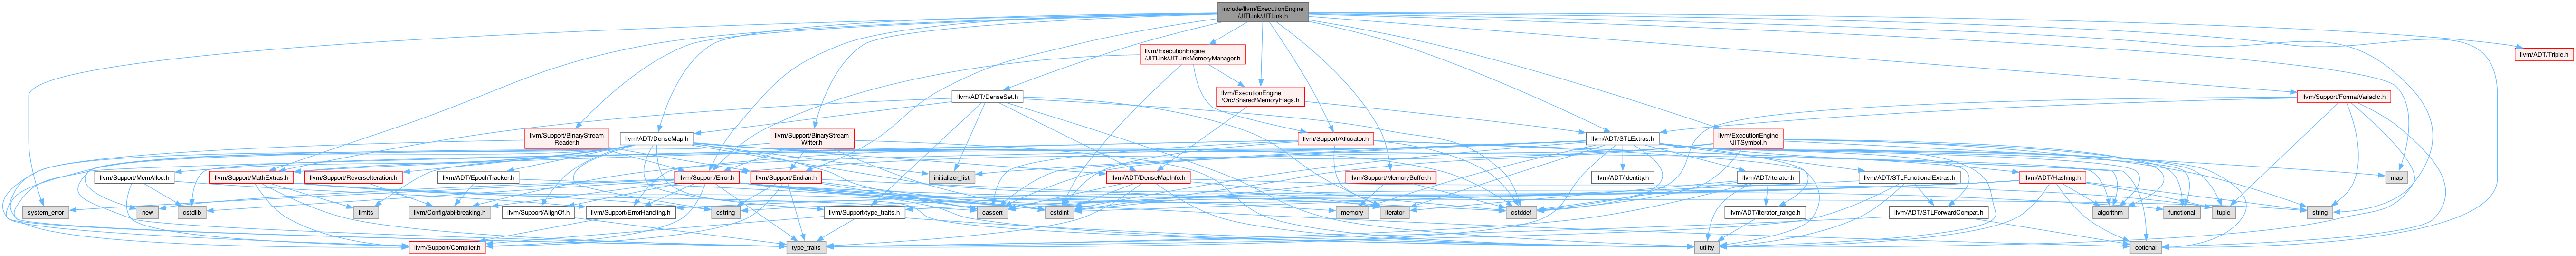 include/llvm/ExecutionEngine
/JITLink/JITLink.h
llvm/ExecutionEngine
/JITLink/JITLinkMemoryManager.h
llvm/ADT/Triple.h
llvm/ADT/DenseSet.h
llvm/ExecutionEngine
/Orc/Shared/MemoryFlags.h
llvm/Support/FormatVariadic.h
llvm/Support/BinaryStream
Reader.h
llvm/ADT/DenseMap.h
llvm/Support/BinaryStream
Writer.h
llvm/Support/Allocator.h
llvm/ADT/STLExtras.h
llvm/ExecutionEngine
/JITSymbol.h
llvm/Support/MemAlloc.h
llvm/Support/MathExtras.h
llvm/Support/ReverseIteration.h
llvm/ADT/EpochTracker.h
llvm/Support/Error.h
llvm/Support/Endian.h
initializer_list
llvm/ADT/DenseMapInfo.h
llvm/Support/MemoryBuffer.h
llvm/ADT/identity.h
llvm/ADT/iterator.h
llvm/ADT/STLFunctionalExtras.h
llvm/ADT/Hashing.h
map
system_error
new
cstdlib
limits
llvm/Config/abi-breaking.h
llvm/Support/AlignOf.h
llvm/Support/ErrorHandling.h
cstring
llvm/Support/type_traits.h
cassert
cstdint
memory
iterator
cstddef
llvm/ADT/iterator_range.h
llvm/ADT/STLForwardCompat.h
algorithm
functional
tuple
string
llvm/Support/Compiler.h
type_traits
utility
optional